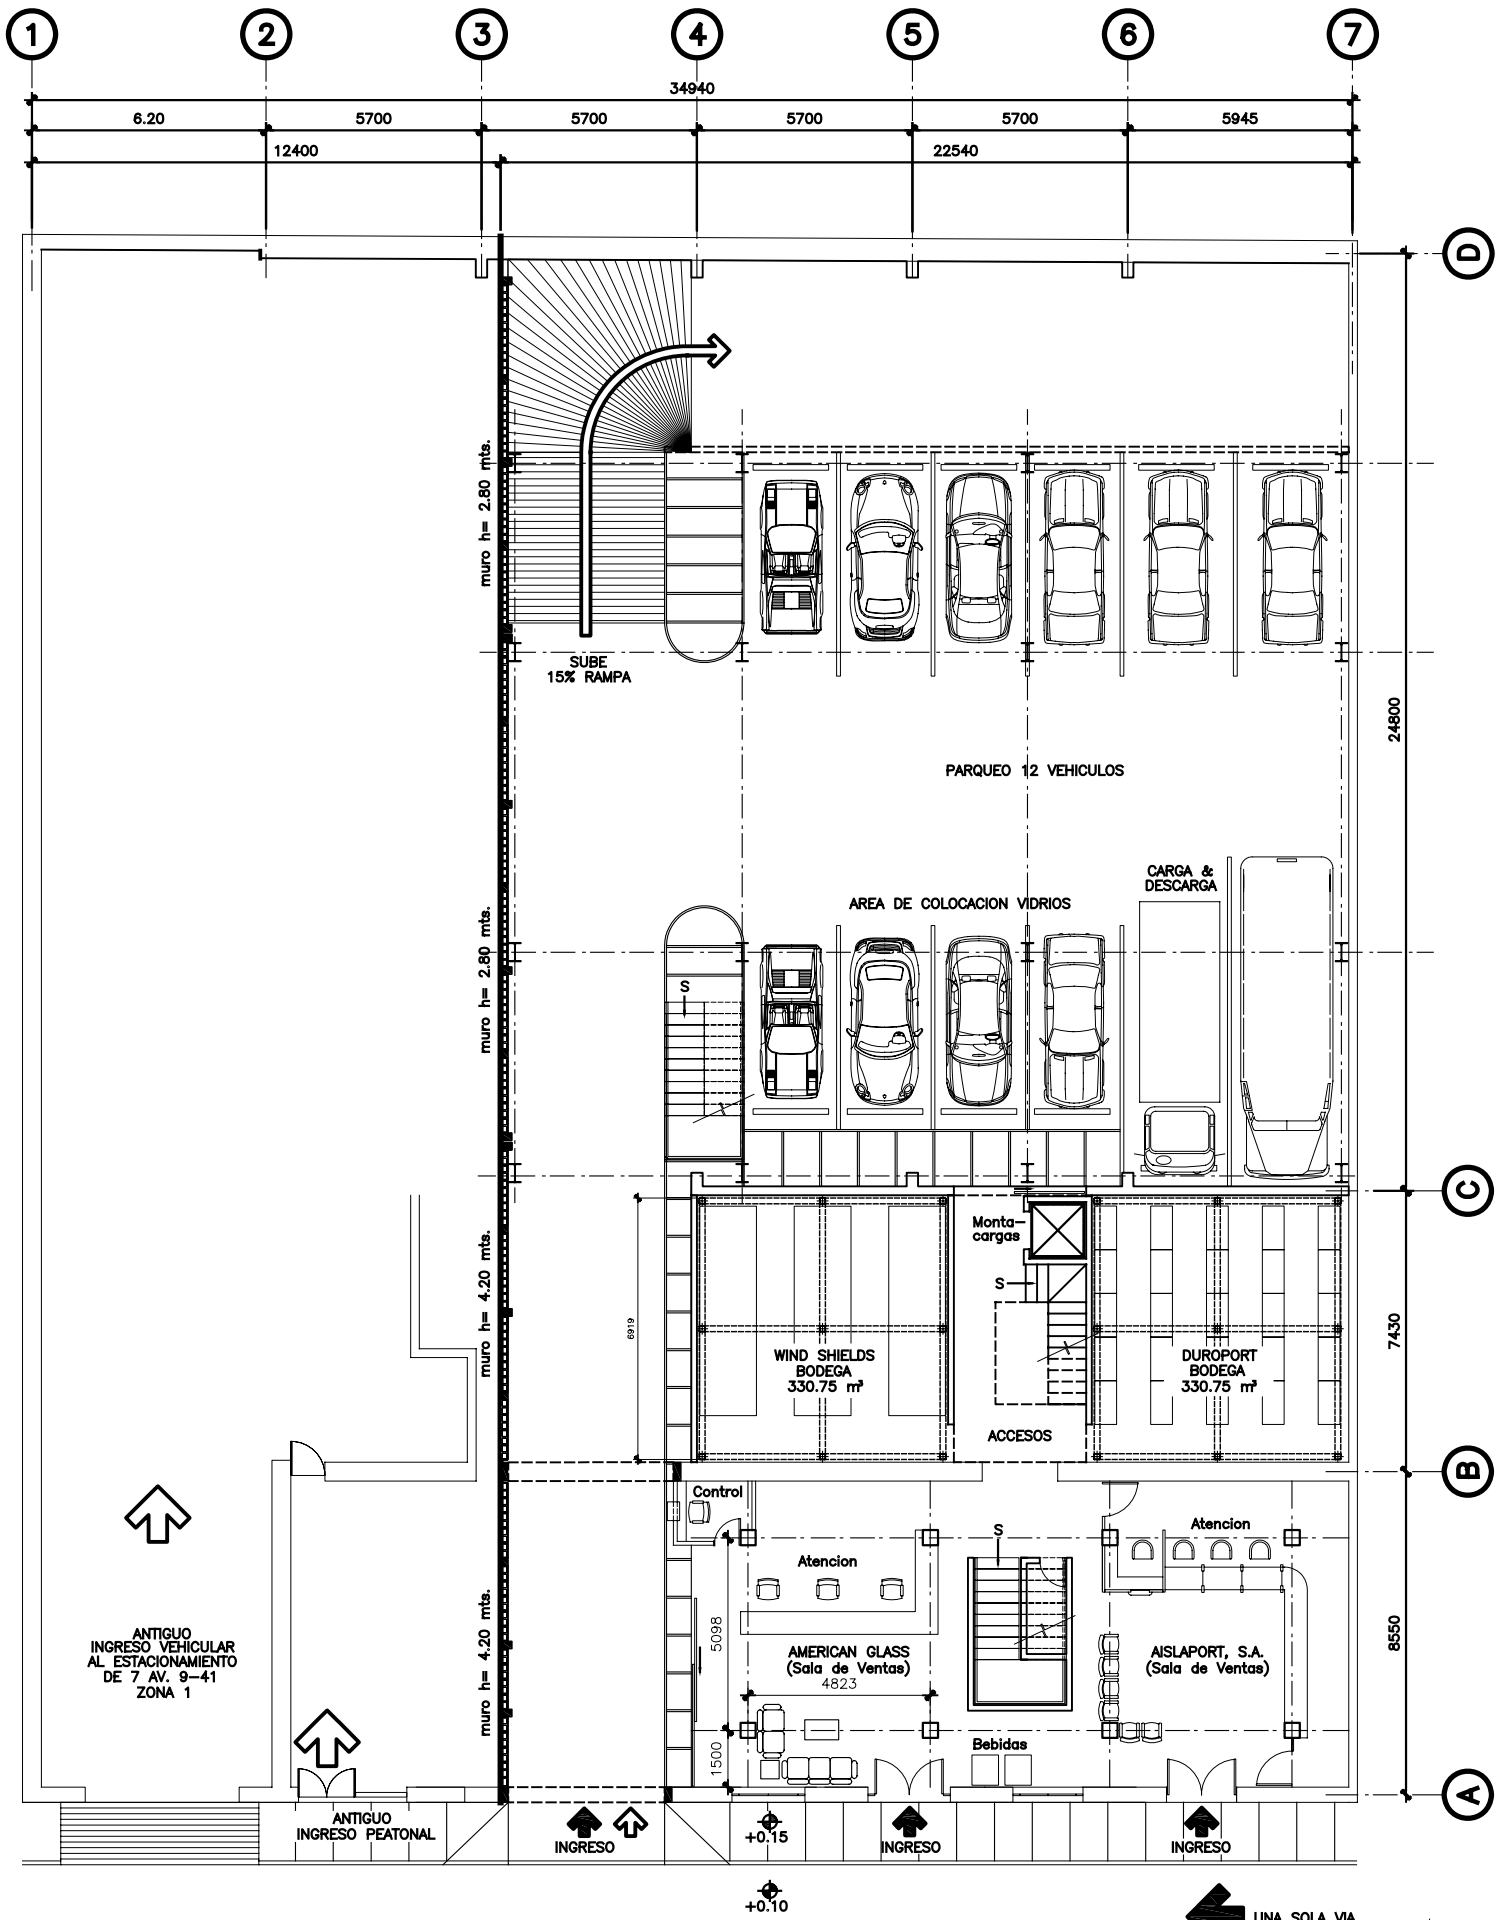 1 2 3 4 5 6 7
34940
6.20 5700 5700 5700 5700 5945
12400 22540
D
muro h= 2.80 mts.
SUBE
15% RAMPA
24800
PARQUEO 12 VEHICULOS
CARGA &
DESCARGA
AREA DE COLOCACION VIDRIOS
muro h= 2.80 mts.
S
C
Monta-
cargas
S
muro h= 4.20 mts.
6919
7430
WIND SHIELDS
BODEGA
330.75 m³
DUROPORT
BODEGA
330.75 m³
ACCESOS
B
Control
S
Atencion
Atencion
muro h= 4.20 mts.
5098
8550
ANTIGUO
INGRESO VEHICULAR
AL ESTACIONAMIENTO
DE 7 AV. 9-41
ZONA 1
AMERICAN GLASS
(Sala de Ventas)
4823
AISLAPORT, S.A.
(Sala de Ventas)
1500
Bebidas
A
ANTIGUO
INGRESO PEATONAL
INGRESO
+0.15
INGRESO
INGRESO
+0.10
UNA SOLA VIA